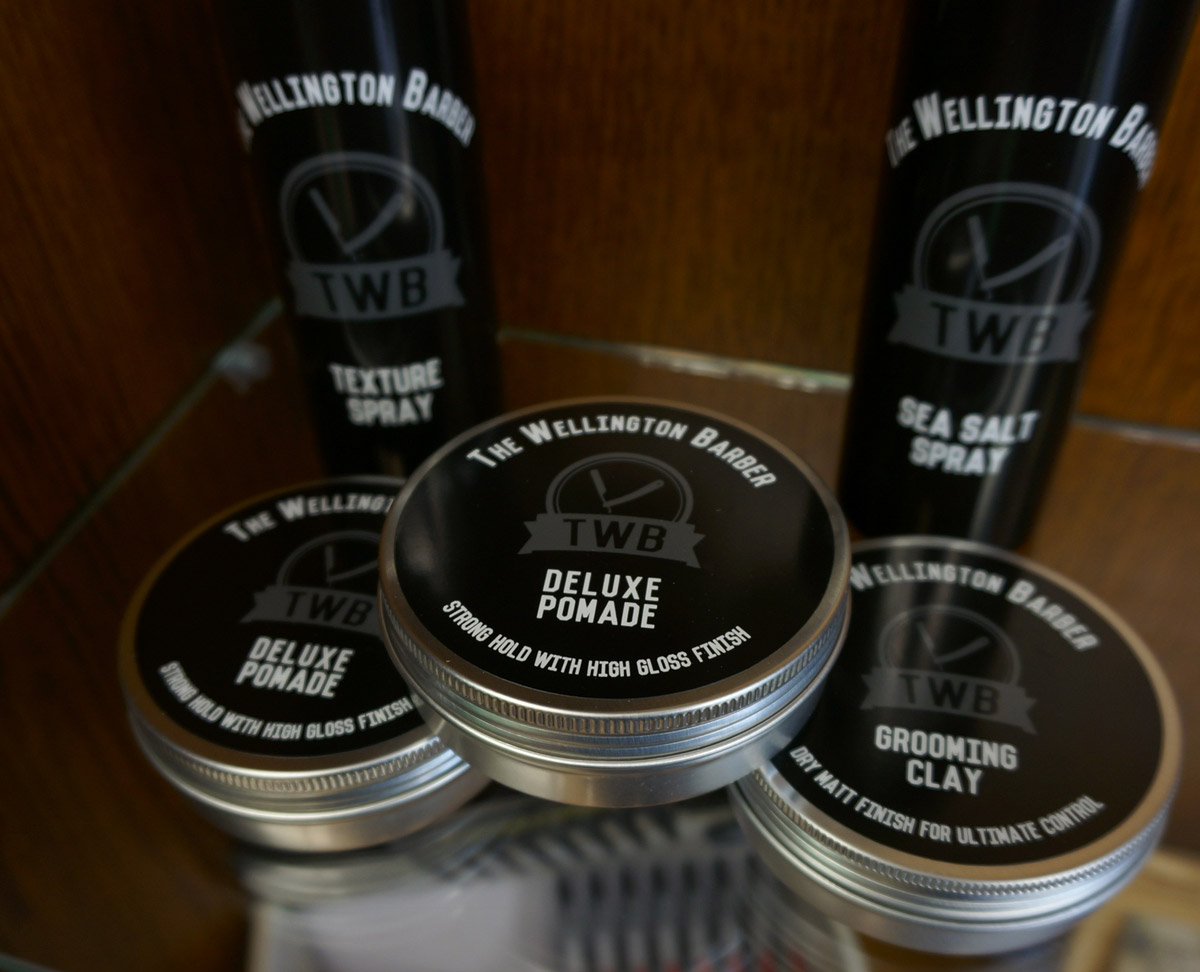 Wellington Barber
TWB
TEXTURE
SPRAY
The Wellington
TWB
SEA SALT
SPRAY
The Wellington Barber
TWB
DELUXE
POMADE
STRONG HOLD WITH HIGH GLOSS FINISH
The Wellington
TWB
DELUXE
POMADE
STRONG HOLD WITH HIGH GLOSS FINISH
Wellington Barber
TWB
GROOMING
CLAY
DRY MATT FINISH FOR ULTIMATE CONTROL